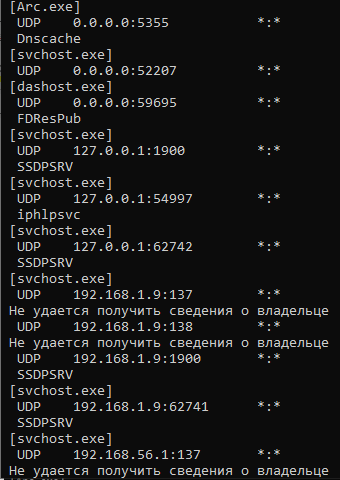 [Arc.exe]
UDP 0.0.0.0:5355 *:*
Dnscache
[svchost.exe]
UDP 0.0.0.0:52207 *:*
[dashost.exe]
UDP 0.0.0.0:59695 *:*
FDResPub
[svchost.exe]
UDP 127.0.0.1:1900 *:*
SSDPSRV
[svchost.exe]
UDP 127.0.0.1:54997 *:*
iphlpsvc
[svchost.exe]
UDP 127.0.0.1:62742 *:*
SSDPSRV
[svchost.exe]
UDP 192.168.1.9:137 *:*
Не удается получить сведения о владельце
UDP 192.168.1.9:138 *:*
Не удается получить сведения о владельце
UDP 192.168.1.9:1900 *:*
SSDPSRV
[svchost.exe]
UDP 192.168.1.9:62741 *:*
SSDPSRV
[svchost.exe]
UDP 192.168.56.1:137 *:*
Не удается получить сведения о владельце